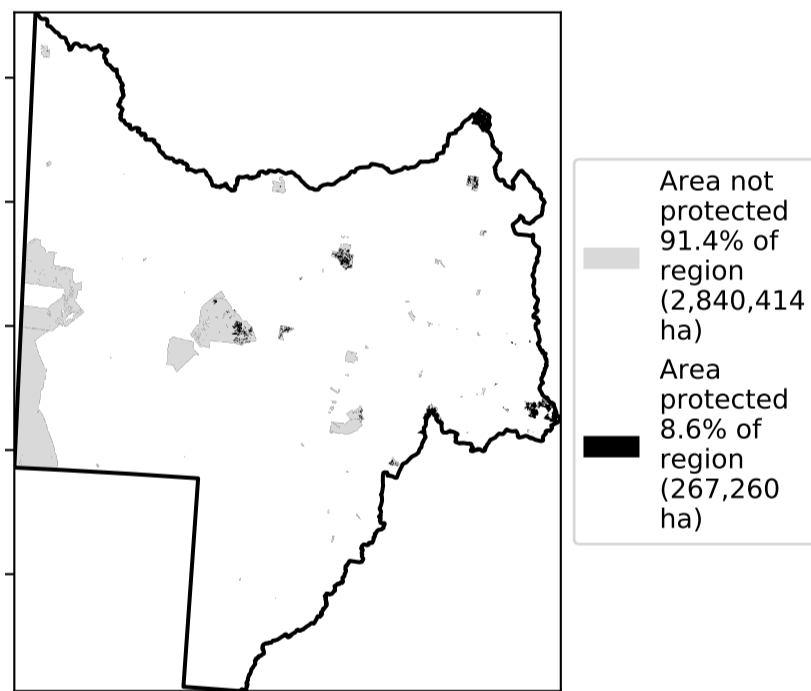 Area not
protected
91.4% of
region
(2,840,414
ha)
Area
protected
8.6% of
region
(267,260
ha)